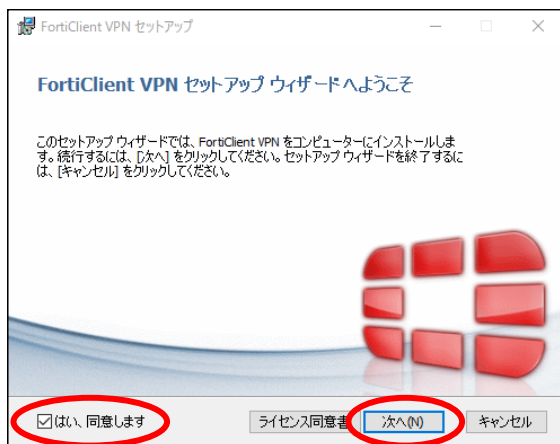 FortiClient VPN セットアップ
FortiClient VPN セットアップ ウィザードへようこそ
このセットアップ ウィザードでは、FortiClient VPN をコンピューターにインストールしま
す。続行するには、[次へ] をクリックしてください。セットアップ ウィザードを終了するに
は、[キャンセル] をクリックしてください。
はい、同意します
ライセンス同意書
次へ(N)
キャンセル